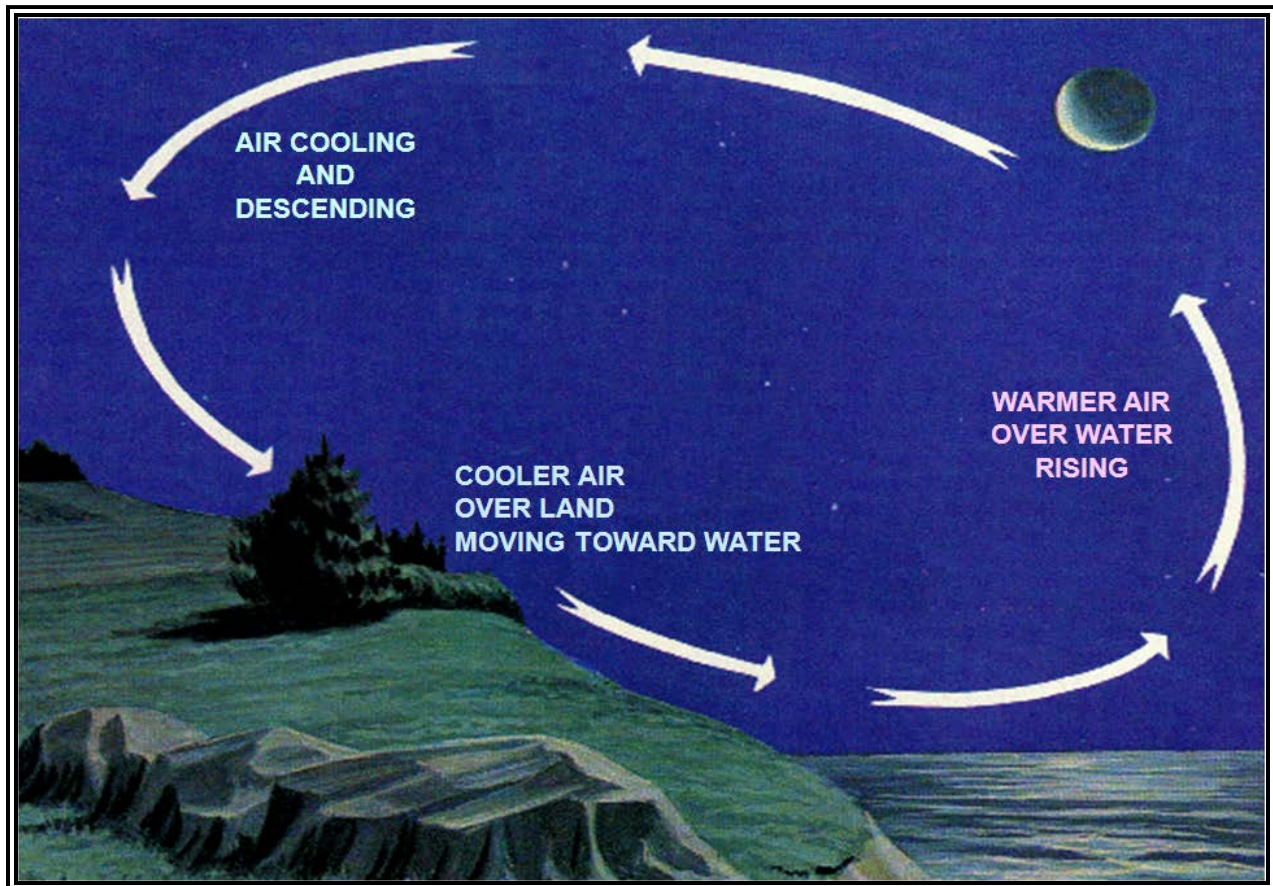 AIR COOLING
AND
DESCENDING
WARMER AIR
OVER WATER
RISING
COOLER AIR
OVER LAND
MOVING TOWARD WATER